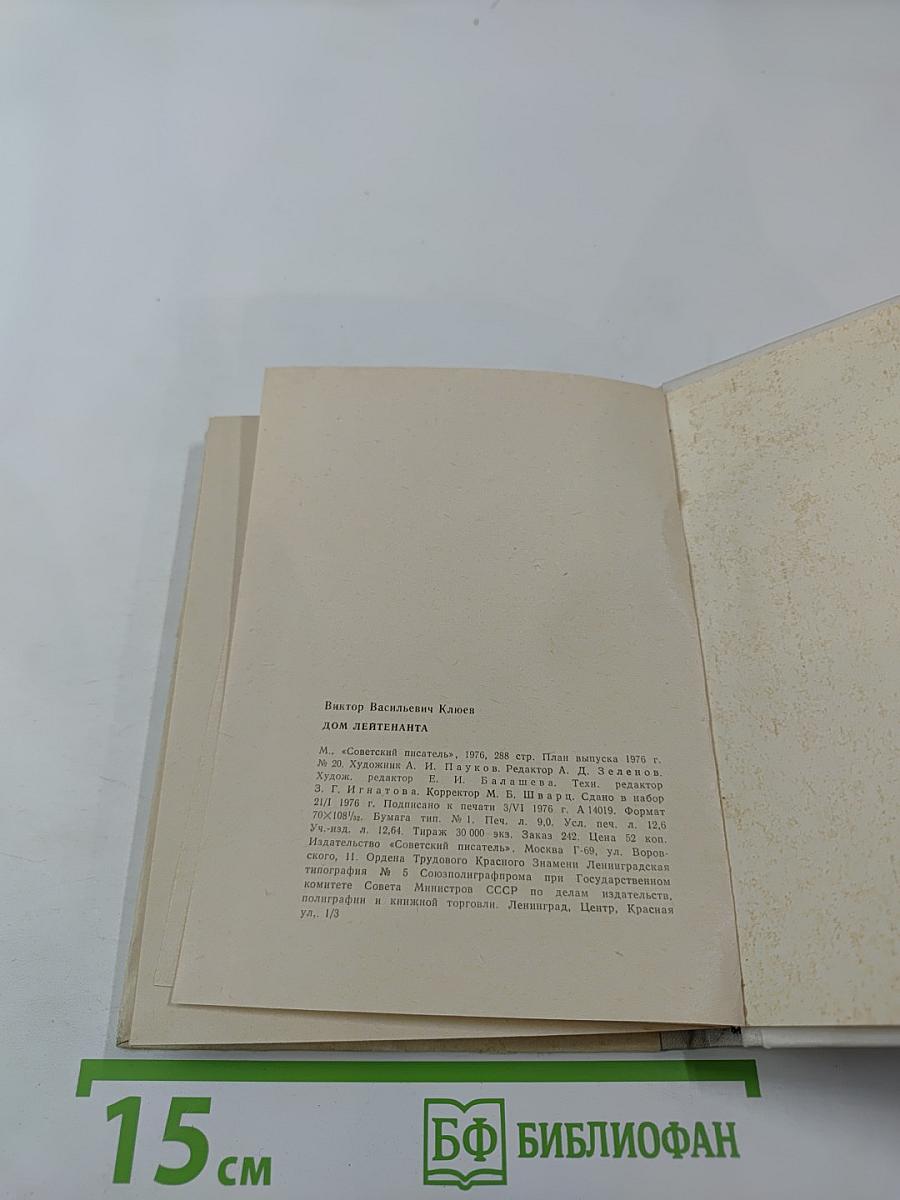 Виктор Васильевич Клюев
ДОМ ЛЕЙТЕНАНТА
М., «Советский писатель», 1976, 288 стр. План выпуска 1976 г.
№ 20. Художник А. И. Пауков. Редактор А. Д. Зеленов.
Худож. редактор Е. И. Балашева. Техн. редактор
З. Г. Игнатова. Корректор М. Б. Шварц. Сдано в набор
21/I 1976 г. Подписано к печати 3/VI 1976 г. А 14019. Формат
70×108¹/₃₂. Бумага тип. № 1. Печ. л. 9,0. Усл. печ. л. 12,6
Уч.-изд. л. 12,64. Тираж 30 000 экз. Заказ 242. Цена 52 коп.
Издательство «Советский писатель», Москва Г-69, ул. Воров-
ского, 11. Ордена Трудового Красного Знамени Ленинградская
типография № 5 Союзполиграфпрома при Государственном
комитете Совета Министров СССР по делам издательств,
полиграфии и книжной торговли. Ленинград, Центр, Красная
ул,. 1/3
15 см
БФ БИБЛИОФАН